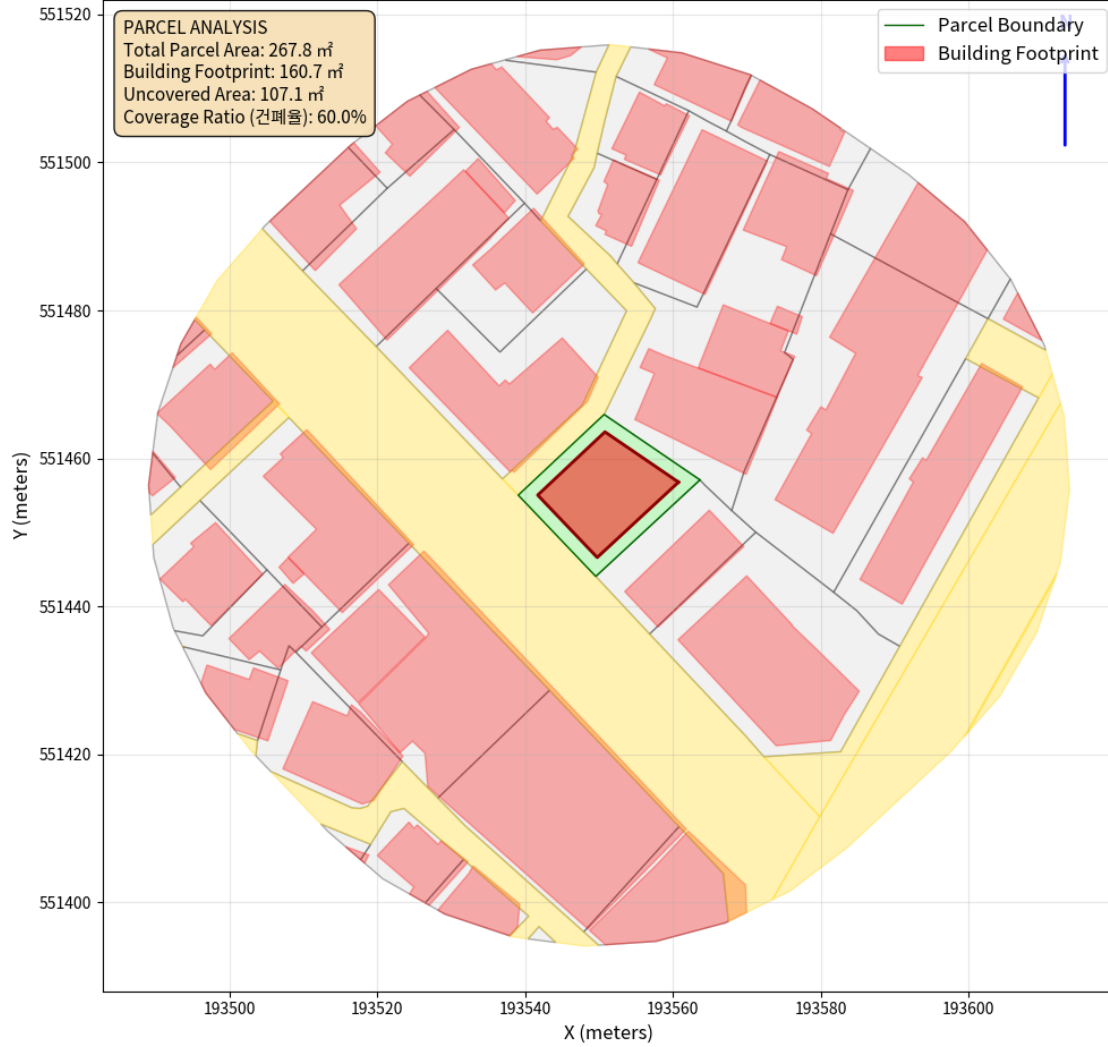 PARCEL ANALYSIS
Total Parcel Area: 267.8 ㎡
Building Footprint: 160.7 ㎡
Uncovered Area: 107.1 ㎡
Coverage Ratio (건폐율): 60.0%
Parcel Boundary
Building Footprint
N
551520
551500
551480
551460
551440
551420
551400
Y (meters)
193500
193520
193540
193560
193580
193600
X (meters)